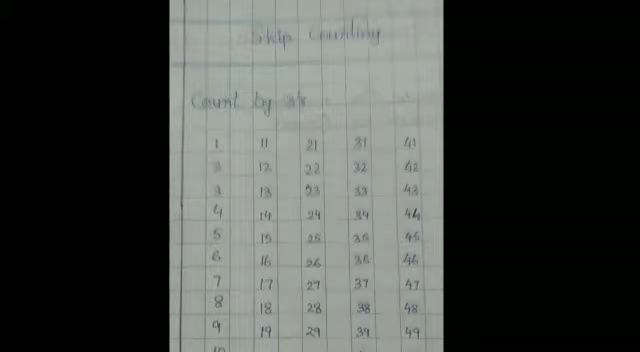 Skip Counting
Count by 2's
1 11 21 31 41
2 12 22 32 42
3 13 23 33 43
4 14 24 34 44
5 15 25 35 45
6 16 26 36 46
7 17 27 37 47
8 18 28 38 48
9 19 29 39 49
10